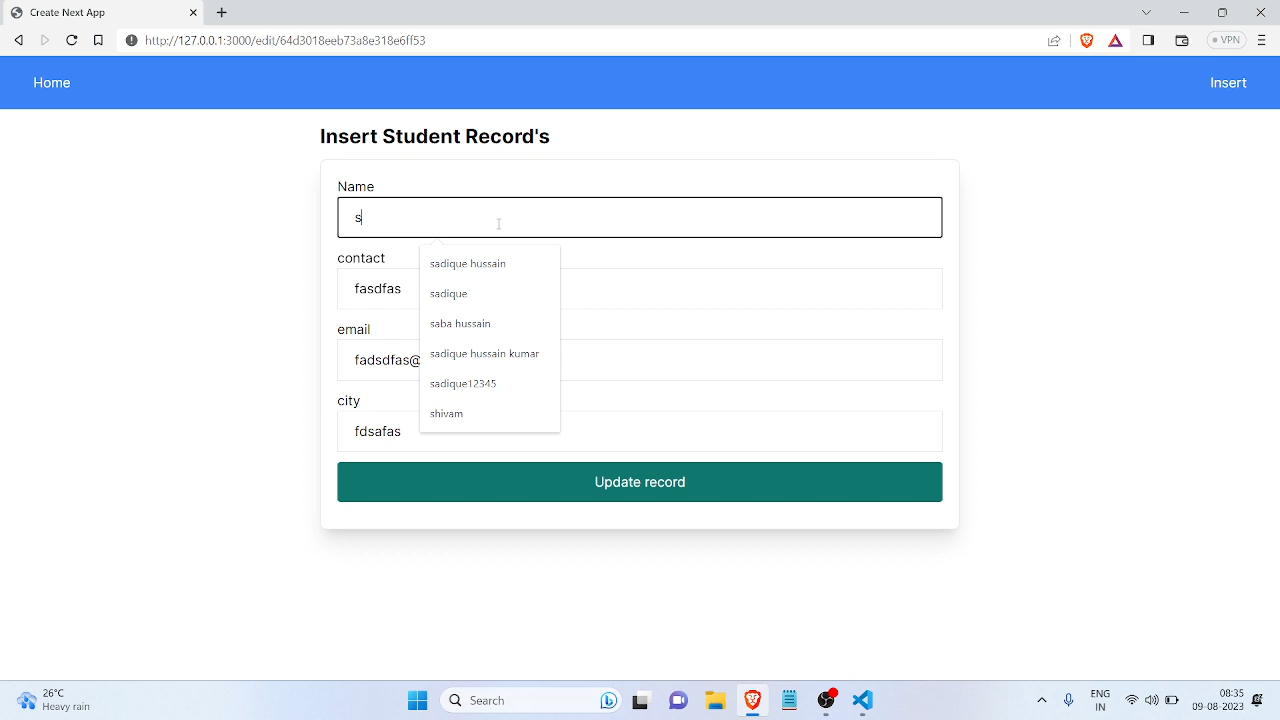 Create Next App
http://127.0.0.1:3000/edit/64d3018eeb73a8e318e6ff53
VPN
Home
Insert
Insert Student Record's
Name
s
contact
fasdfas
email
fadsdfas@
city
fdsafas
sadique hussain
sadique
saba hussain
sadique hussain kumar
sadique12345
shivam
Update record
26°C
Heavy rain
Search
ENG
IN
08:35
09-08-2023